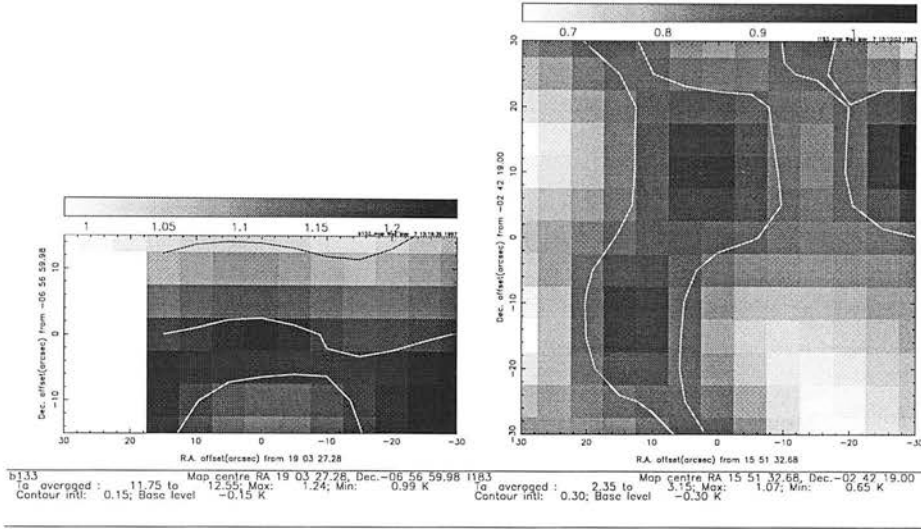 0.7 0.8 0.9 1
30 20 10 0 -10 -20 -30
Dec. offset(arcsec) from -02 42 19.00
30 20 10 0 -10 -20 -30
R.A. offset(arcsec) from 15 51 32.68
1 1.05 1.1 1.15 1.2
10 0 -10
Dec. offset(arcsec) from -06 56 59.98
30 20 10 0 -10 -20 -30
R.A. offset(arcsec) from 19 03 27.28
b133 Map centre RA 19 03 27.28, Dec.-06 56 59.98
Ta averaged : 11.75 to 12.55; Max: 1.24; Min: 0.99 K
Contour intl: 0.15; Base level -0.15 K
l183 Map centre RA 15 51 32.68, Dec.-02 42 19.00
Ta averaged : 2.35 to 3.15; Max: 1.07; Min: 0.65 K
Contour intl: 0.30; Base level -0.30 K